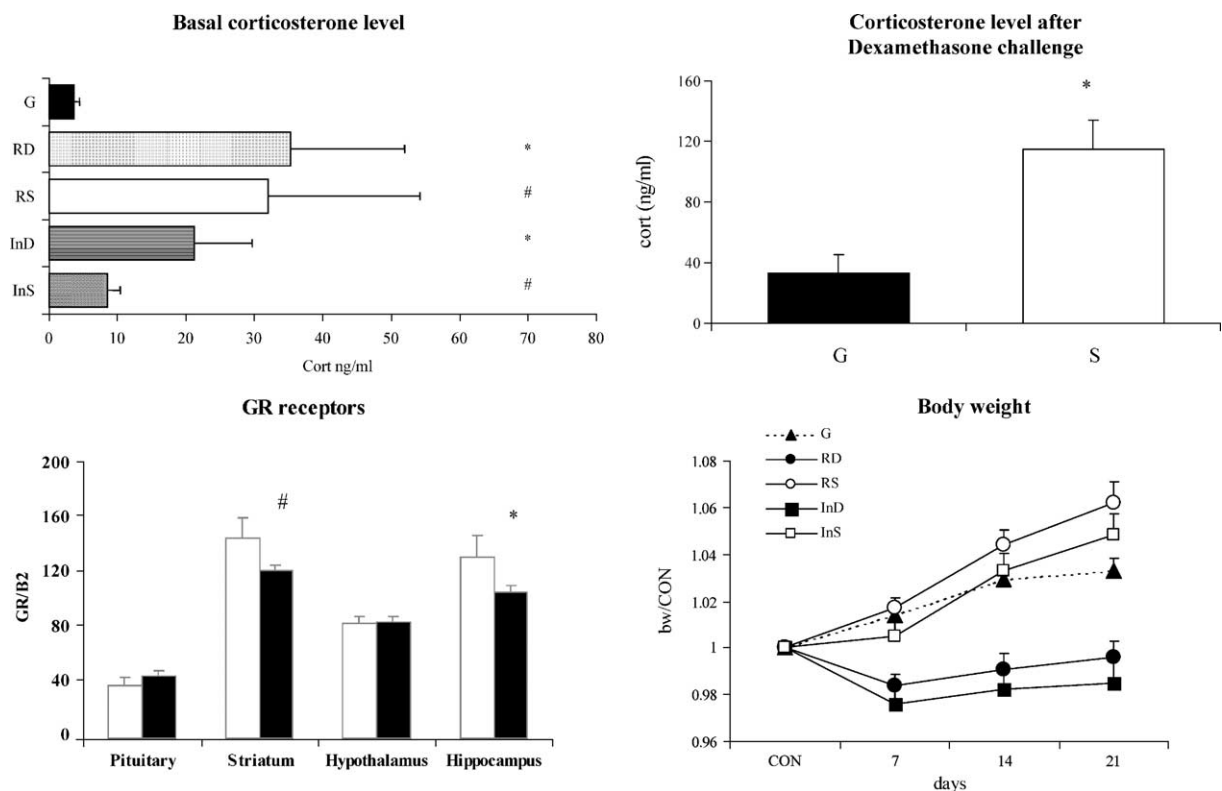 Basal corticosterone level
G
RD
*
RS
#
InD
*
InS
#
0 10 20 30 40 50 60 70 80
Cort ng/ml
Corticosterone level after
Dexamethasone challenge
160
120
80
40
0
cort (ng/ml)
*
G S
GR receptors
200
160
120
80
40
0
GR/B2
#
*
Pituitary Striatum Hypothalamus Hippocampus
Body weight
G
RD
RS
InD
InS
1.08
1.06
1.04
1.02
1
0.98
0.96
bw/CON
CON 7 14 21
days